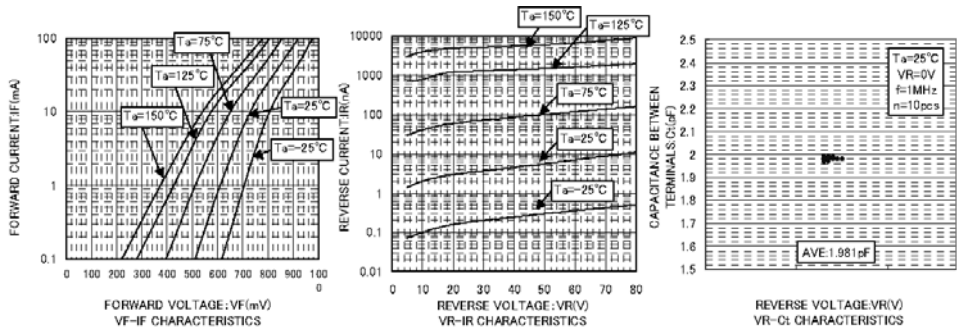 FORWARD CURRENT:IF(mA)
100
10
1
0.1
Ta=75°C
Ta=125°C
Ta=150°C
Ta=25°C
Ta=-25°C
0 100 200 300 400 500 600 700 800 900 100
0
FORWARD VOLTAGE:VF(mV)
VF-IF CHARACTERISTICS
REVERSE CURRENT:IR(nA)
10000
1000
100
10
1
0.1
0.01
Ta=150°C
Ta=125°C
Ta=75°C
Ta=25°C
Ta=-25°C
0 10 20 30 40 50 60 70 80
REVERSE VOLTAGE:VR(V)
VR-IR CHARACTERISTICS
CAPACITANCE BETWEEN
TERMINALS:Ct(pF)
2.5
2.4
2.3
2.2
2.1
2
1.9
1.8
1.7
1.6
1.5
Ta=25°C
VR=0V
f=1MHz
n=10pcs
AVE:1.981pF
REVERSE VOLTAGE:VR(V)
VR-Ct CHARACTERISTICS